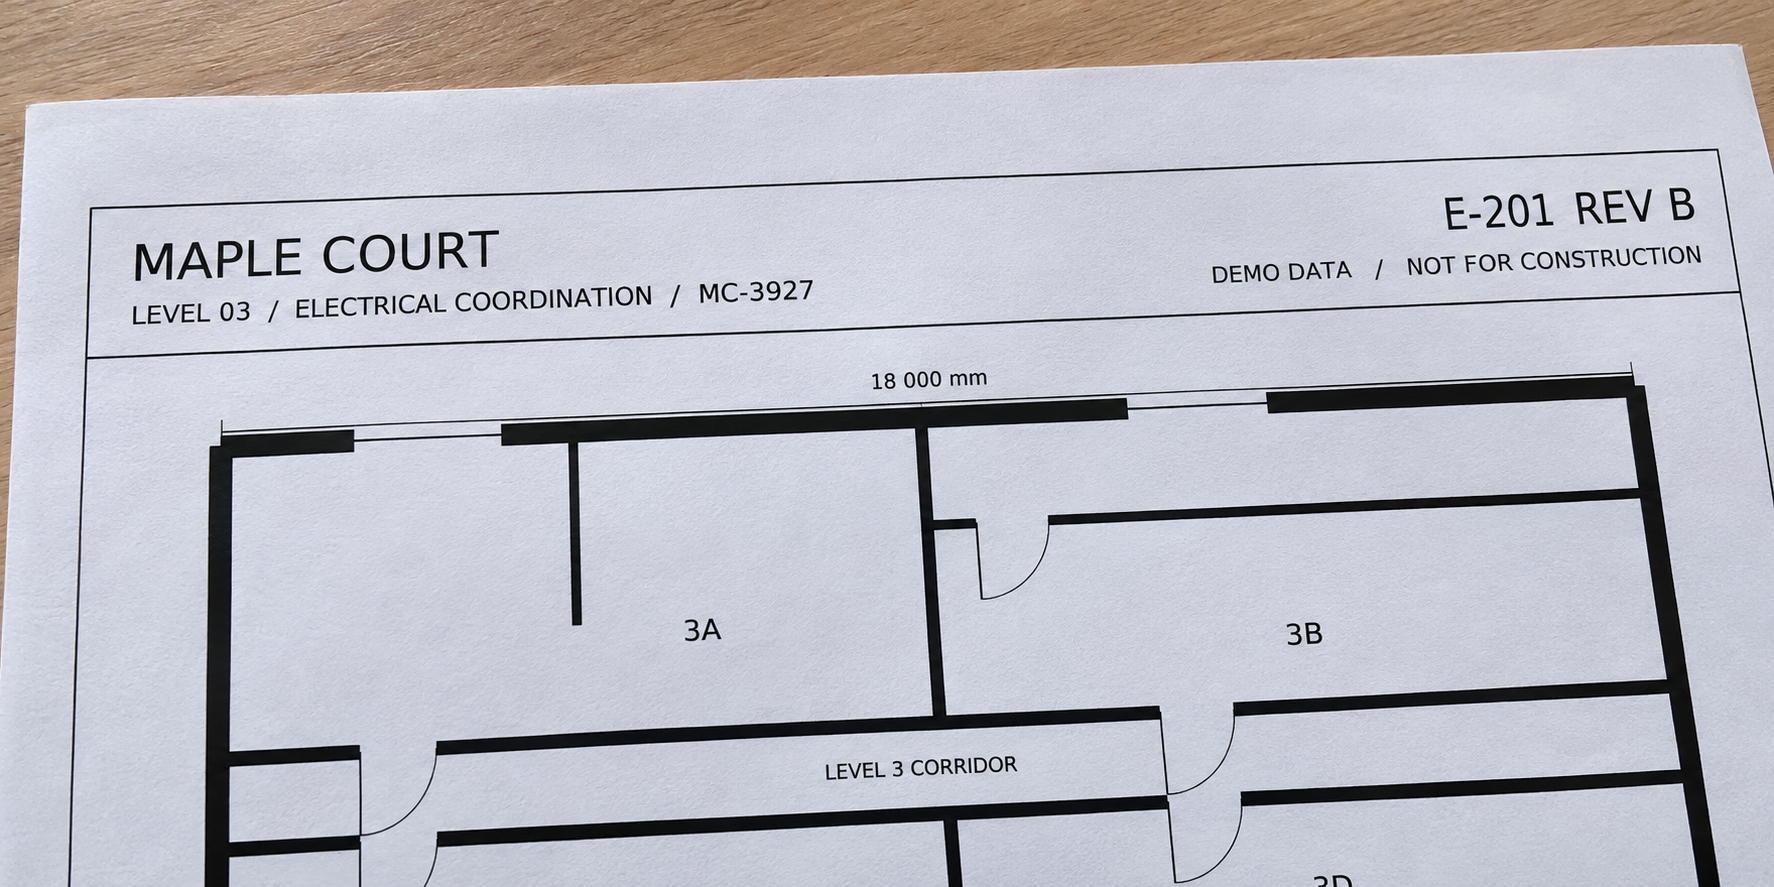 MAPLE COURT
E-201 REV B
LEVEL 03 / ELECTRICAL COORDINATION / MC-3927
DEMO DATA / NOT FOR CONSTRUCTION
18 000 mm
3A
3B
LEVEL 3 CORRIDOR
3D